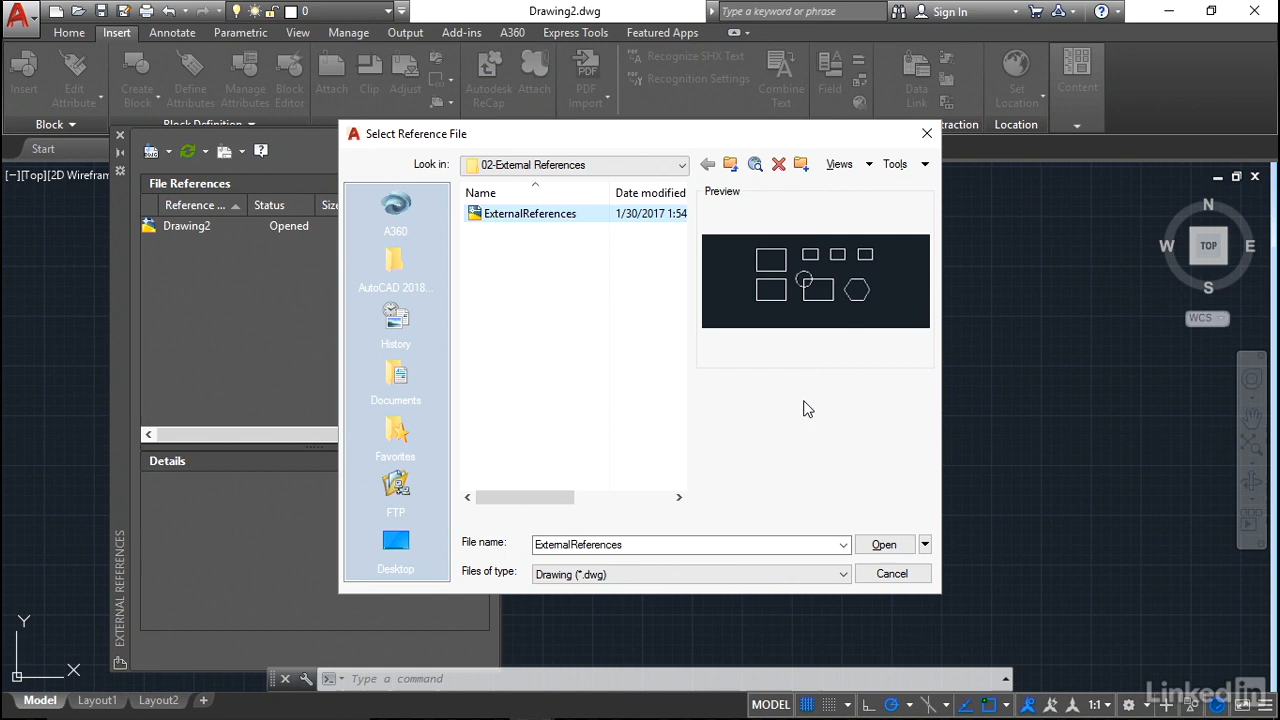 Drawing2.dwg
Type a keyword or phrase
Sign In
0
Home
Insert
Annotate
Parametric
View
Manage
Output
Add-ins
A360
Express Tools
Featured Apps
Insert
Edit
Attribute
Create
Block
Define
Attributes
Manage
Attributes
Block
Editor
Attach
Clip
Adjust
Autodesk
ReCap
Attach
PDF
Import
Recognize SHX Text
Recognition Settings
Combine
Text
Field
Data
Link
Set
Location
Content
Block
Block Definition
raction
Location
Start
[−][Top][2D Wirefram
File References
Reference ...
Status
Size
Drawing2
Opened
Details
EXTERNAL REFERENCES
Select Reference File
Look in:
02-External References
Views
Tools
Name
Date modified
ExternalReferences
1/30/2017 1:54
Preview
A360
AutoCAD 2018...
History
Documents
Favorites
FTP
Desktop
File name:
ExternalReferences
Open
Files of type:
Drawing (*.dwg)
Cancel
N
W
TOP
E
S
WCS
Y
X
Type a command
Model
Layout1
Layout2
MODEL
1:1
LinkedIn